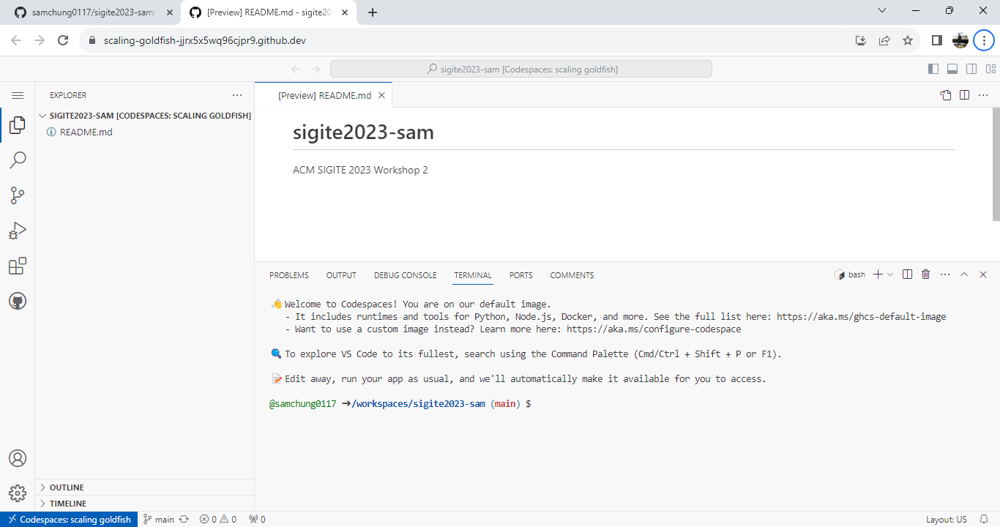 samchung0117/sigite2023-sam:
[Preview] README.md - sigite20
scaling-goldfish-jjrx5x5wq96cjpr9.github.dev
sigite2023-sam [Codespaces: scaling goldfish]
EXPLORER
SIGITE2023-SAM [CODESPACES: SCALING GOLDFISH]
README.md
OUTLINE
TIMELINE
[Preview] README.md
sigite2023-sam
ACM SIGITE 2023 Workshop 2
PROBLEMS OUTPUT DEBUG CONSOLE TERMINAL PORTS COMMENTS
bash
👋 Welcome to Codespaces! You are on our default image.
- It includes runtimes and tools for Python, Node.js, Docker, and more. See the full list here: https://aka.ms/ghcs-default-image
- Want to use a custom image instead? Learn more here: https://aka.ms/configure-codespace
🔍 To explore VS Code to its fullest, search using the Command Palette (Cmd/Ctrl + Shift + P or F1).
📝 Edit away, run your app as usual, and we'll automatically make it available for you to access.
@samchung0117 ➜/workspaces/sigite2023-sam (main) $
Codespaces: scaling goldfish main 0 0 0 Layout: US